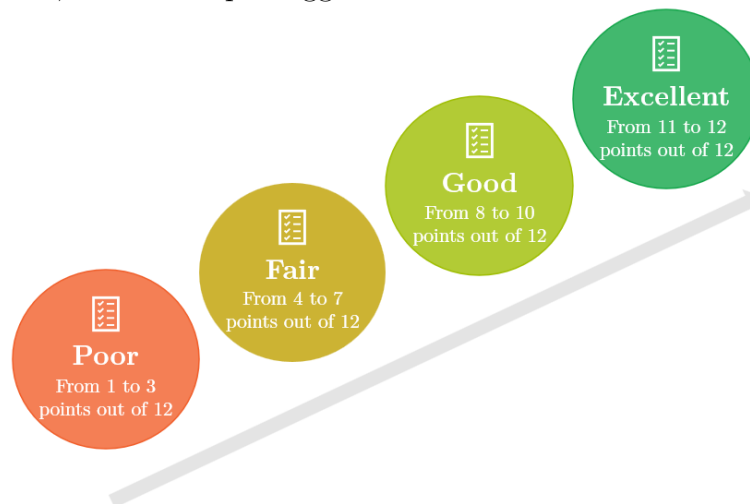 Excellent
From 11 to 12
points out of 12
Good
From 8 to 10
points out of 12
Fair
From 4 to 7
points out of 12
Poor
From 1 to 3
points out of 12